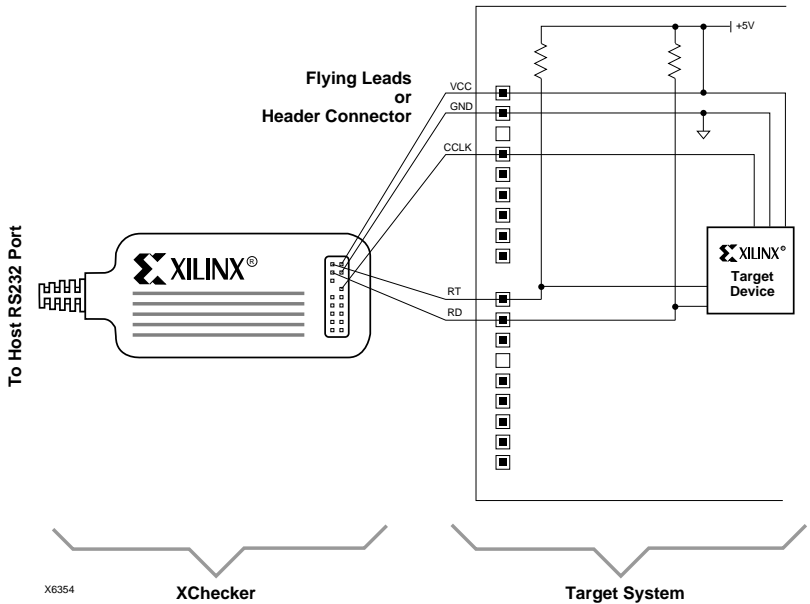 +5V
Flying Leads
or
Header Connector
VCC
GND
CCLK
To Host RS232 Port
XILINX®
XILINX®
Target
Device
RT
RD
X6354
XChecker
Target System